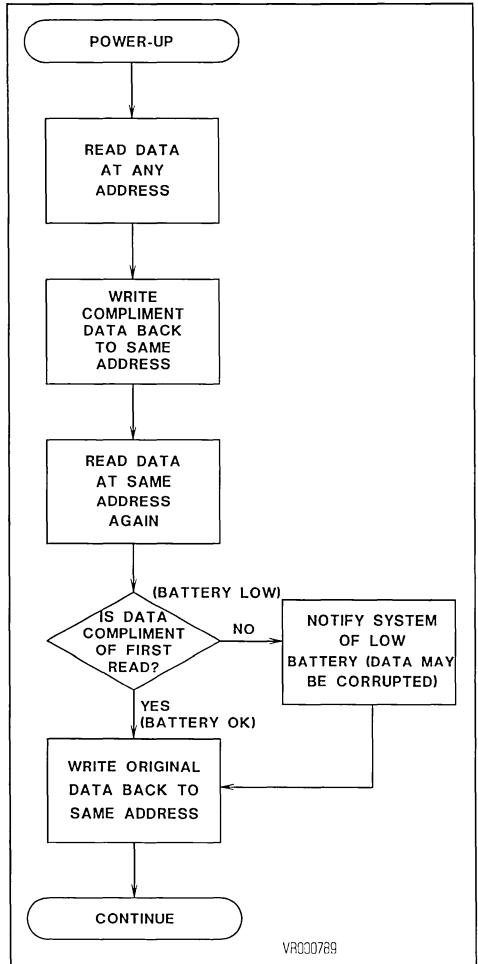 POWER-UP
READ DATA
AT ANY
ADDRESS
WRITE
COMPLIMENT
DATA BACK
TO SAME
ADDRESS
READ DATA
AT SAME
ADDRESS
AGAIN
(BATTERY LOW)
IS DATA
COMPLIMENT
OF FIRST
READ?
NO
NOTIFY SYSTEM
OF LOW
BATTERY (DATA MAY
BE CORRUPTED)
YES
(BATTERY OK)
WRITE ORIGINAL
DATA BACK TO
SAME ADDRESS
CONTINUE
VR000789